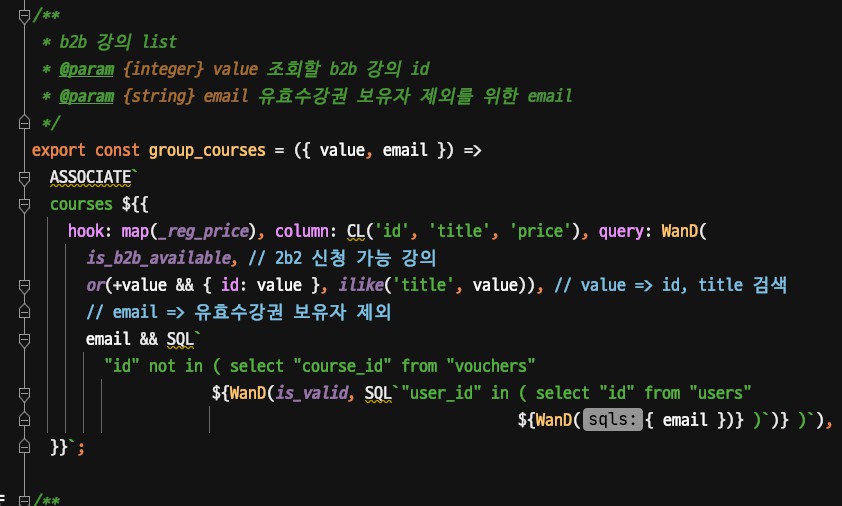 /**
* b2b 강의 list
* @param {integer} value 조회할 b2b 강의 id
* @param {string} email 유효수강권 보유자 제외를 위한 email
*/
export const group_courses = ({ value, email }) =>
ASSOCIATE`
courses ${{
hook: map(_reg_price), column: CL('id', 'title', 'price'), query: WanD(
is_b2b_available, // 2b2 신청 가능 강의
or(+value && { id: value }, ilike('title', value)), // value => id, title 검색
// email => 유효수강권 보유자 제외
email && SQL`
"id" not in ( select "course_id" from "vouchers"
${WanD(is_valid, SQL`"user_id" in ( select "id" from "users"
${WanD( sqls: { email })} )`)} )`),
}}`;
/**